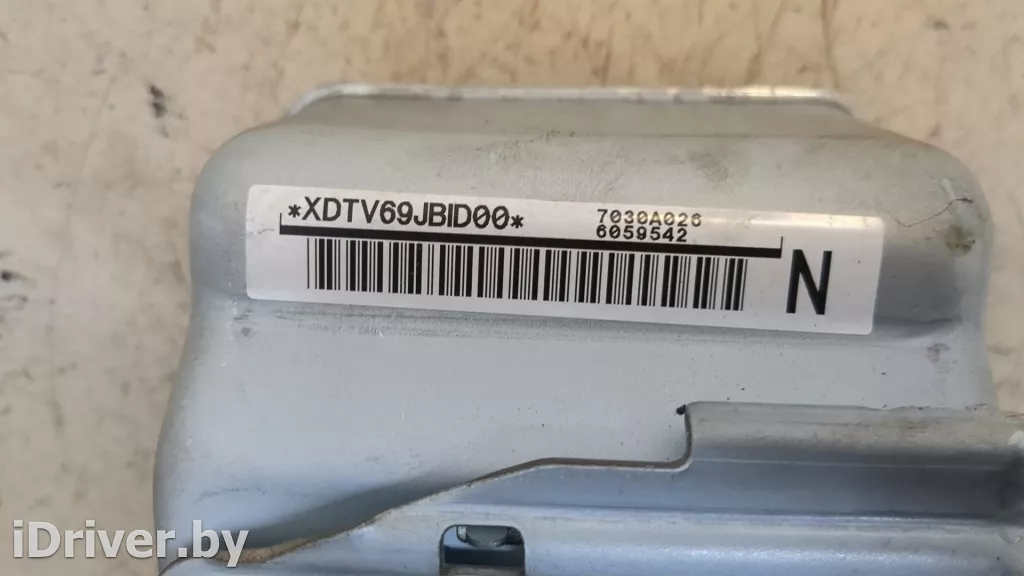 *XDTV69JBID00*
7030A026
6059542
N
iDriver.by